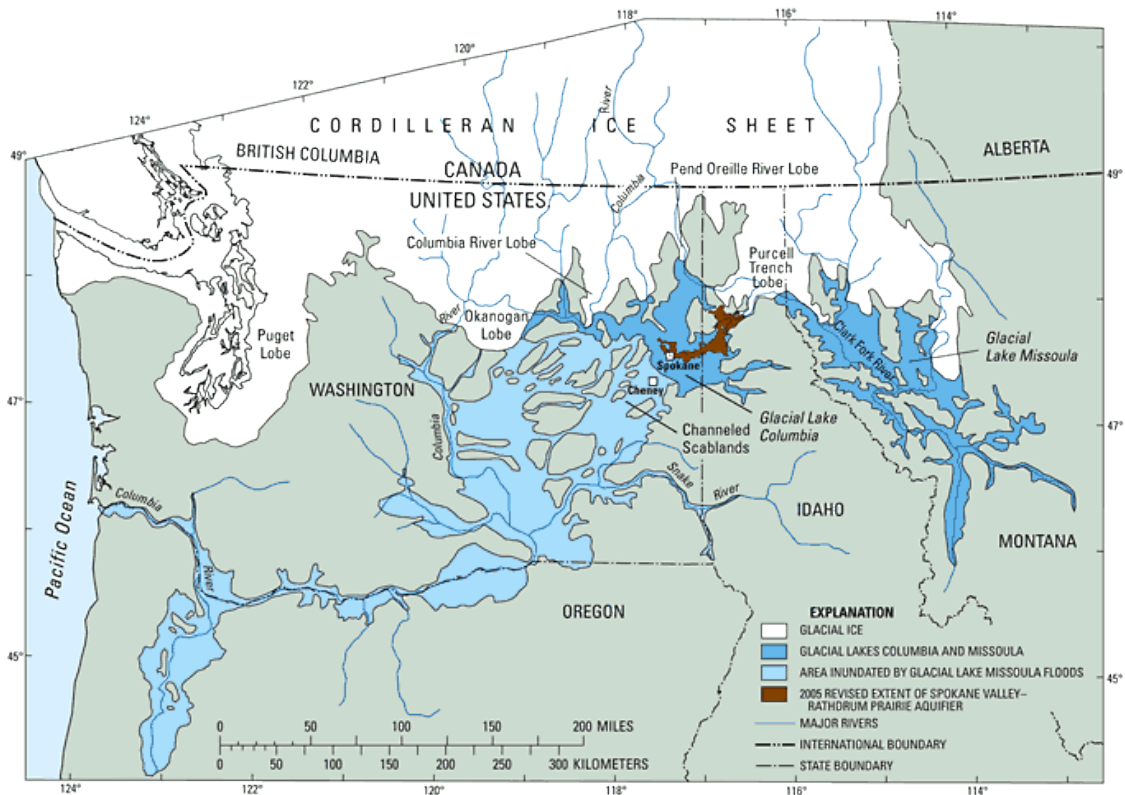 118°
116°
114°
120°
122°
124°
49°
CORDILLERAN ICE SHEET
River
BRITISH COLUMBIA
CANADA
UNITED STATES
ALBERTA
49°
Pend Oreille River Lobe
Columbia
Columbia River Lobe
Purcell
Trench
Lobe
River
Okanogan
Lobe
Puget
Lobe
Clark Fork River
Glacial
Lake Missoula
Spokane
WASHINGTON
Cheney
47°
Columbia
Glacial Lake
Columbia
Channeled
Scablands
47°
Snake
River
Columbia
IDAHO
Pacific Ocean
MONTANA
River
OREGON
45°
45°
EXPLANATION
GLACIAL ICE
GLACIAL LAKES COLUMBIA AND MISSOULA
AREA INUNDATED BY GLACIAL LAKE MISSOULA FLOODS
2005 REVISED EXTENT OF SPOKANE VALLEY–
RATHDRUM PRAIRIE AQUIFIER
MAJOR RIVERS
INTERNATIONAL BOUNDARY
STATE BOUNDARY
0 50 100 150 200 MILES
0 50 100 150 200 250 300 KILOMETERS
124°
122°
120°
118°
116°
114°